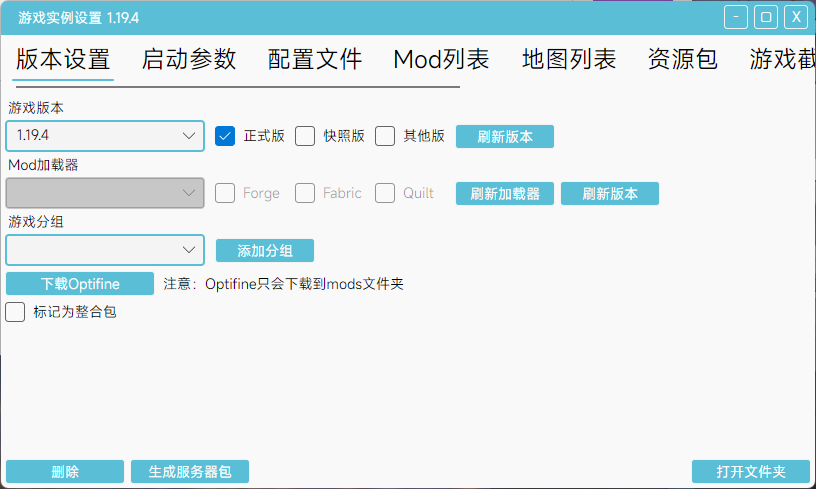 游戏实例设置 1.19.4
版本设置 启动参数 配置文件 Mod列表 地图列表 资源包 游戏截
游戏版本
1.19.4 正式版 快照版 其他版 刷新版本
Mod加载器
Forge Fabric Quilt 刷新加载器 刷新版本
游戏分组
添加分组
下载Optifine 注意：Optifine只会下载到mods文件夹
标记为整合包
删除 生成服务器包 打开文件夹